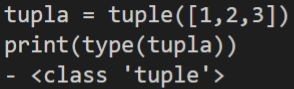 tupla = tuple([1,2,3])
print(type(tupla))
- <class 'tuple'>